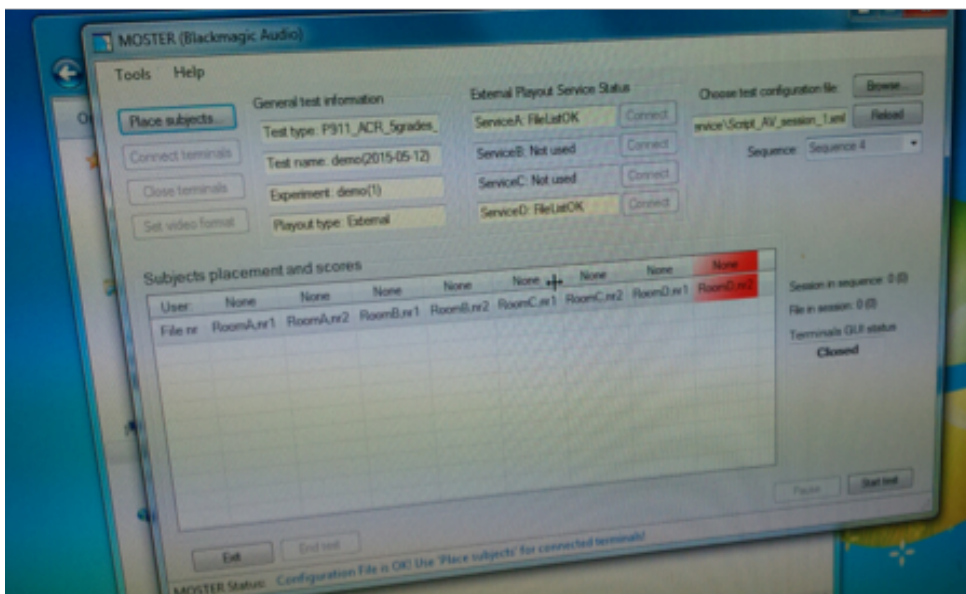 MOSTER (Blackmagic Audio)
Tools Help
Place subjects...
Connect terminals
Close terminals
Set video format
General test information
Test type: P911_ACR_5grades_
Test name: demo(2015-05-12)
Experiment: demo(1)
Playout type: External
External Playout Service Status
ServiceA: FileListOK Connect
ServiceB: Not used Connect
ServiceC: Not used Connect
ServiceD: FileListOK Connect
Choose test configuration file: Browse...
ervice\Script_AV_session_1.xml Reload
Sequence: Sequence 4
Subjects placement and scores
User: None None None None None None None None
File nr RoomA.nr1 RoomA.nr2 RoomB.nr1 RoomB.nr2 RoomC.nr1 RoomC.nr2 RoomD.nr1 RoomD.nr2
Session in sequence: 0 (0)
File in session: 0 (0)
Terminals GUI status
Closed
Pause Start test
Exit End test
MOSTER Status: Configuration File is OK! Use 'Place subjects' for connected terminals!